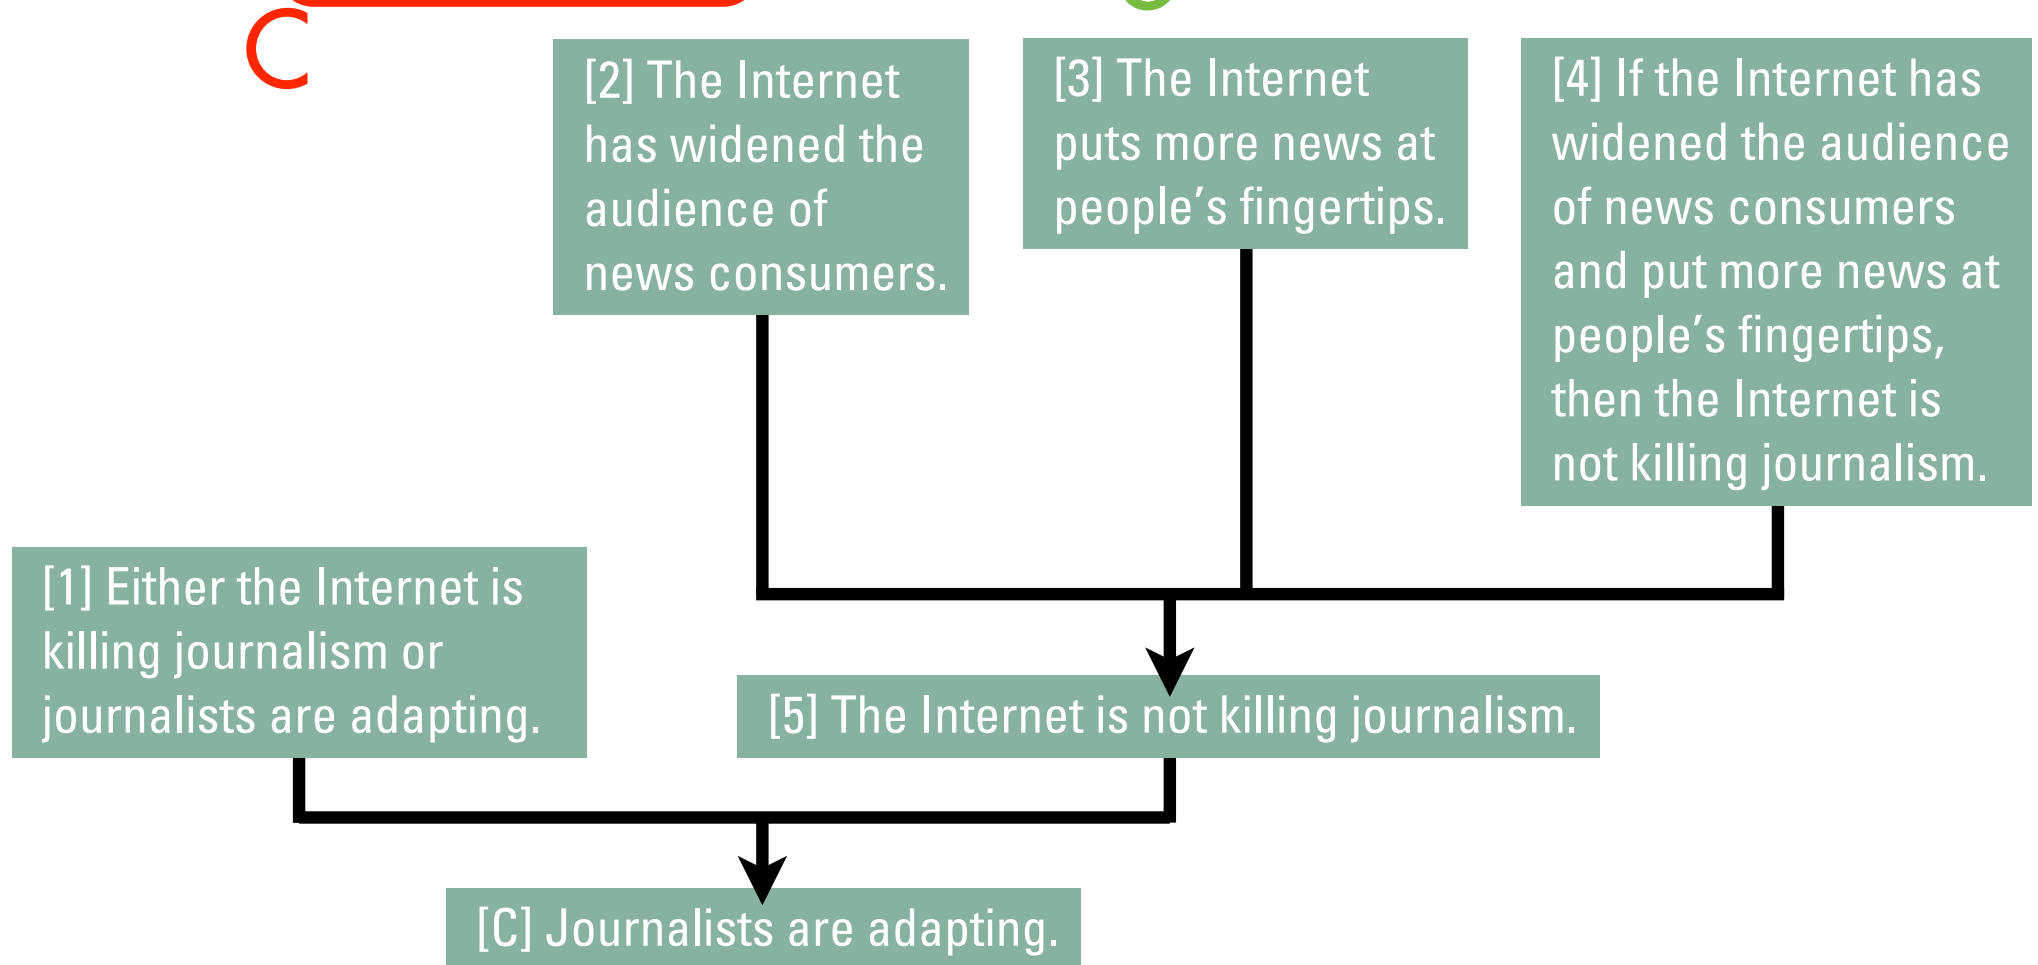 [2] The Internet
has widened the
audience of
news consumers.
[3] The Internet
puts more news at
people’s fingertips.
[4] If the Internet has
widened the audience
of news consumers
and put more news at
people’s fingertips,
then the Internet is
not killing journalism.
[1] Either the Internet is
killing journalism or
journalists are adapting.
[5] The Internet is not killing journalism.
[C] Journalists are adapting.